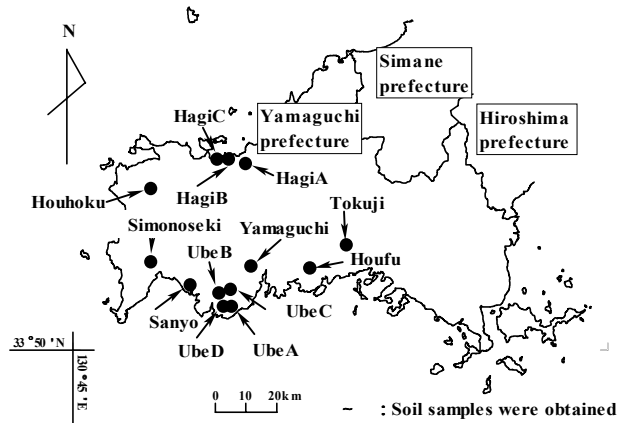 Simane
prefecture
HagiC
Yamaguchi
prefecture
Hiroshima
prefecture
HagiB
HagiA
Houhoku
Tokuji
Simonoseki
Yamaguchi
UbeB
Houfu
Sanyo
UbeC
UbeD
UbeA
33°50 'N
130°45 'E
0 10 20km
~ : Soil samples were obtained